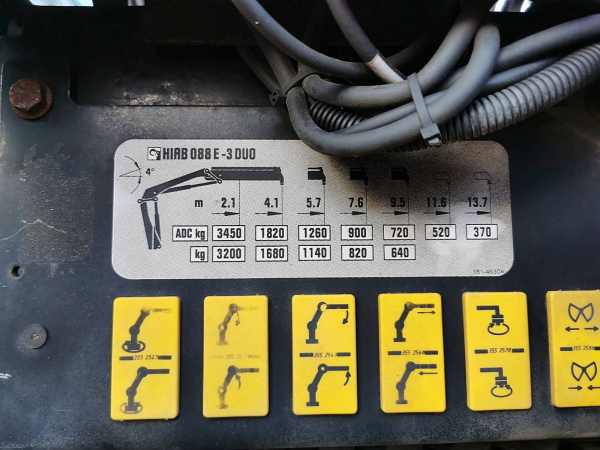 HIAB 088 E-3 DUO
4°
m 2.1 4.1 5.7 7.6 9.5 11.6 13.7
ADC kg 3450 1820 1260 900 720 520 370
kg 3200 1680 1140 820 640